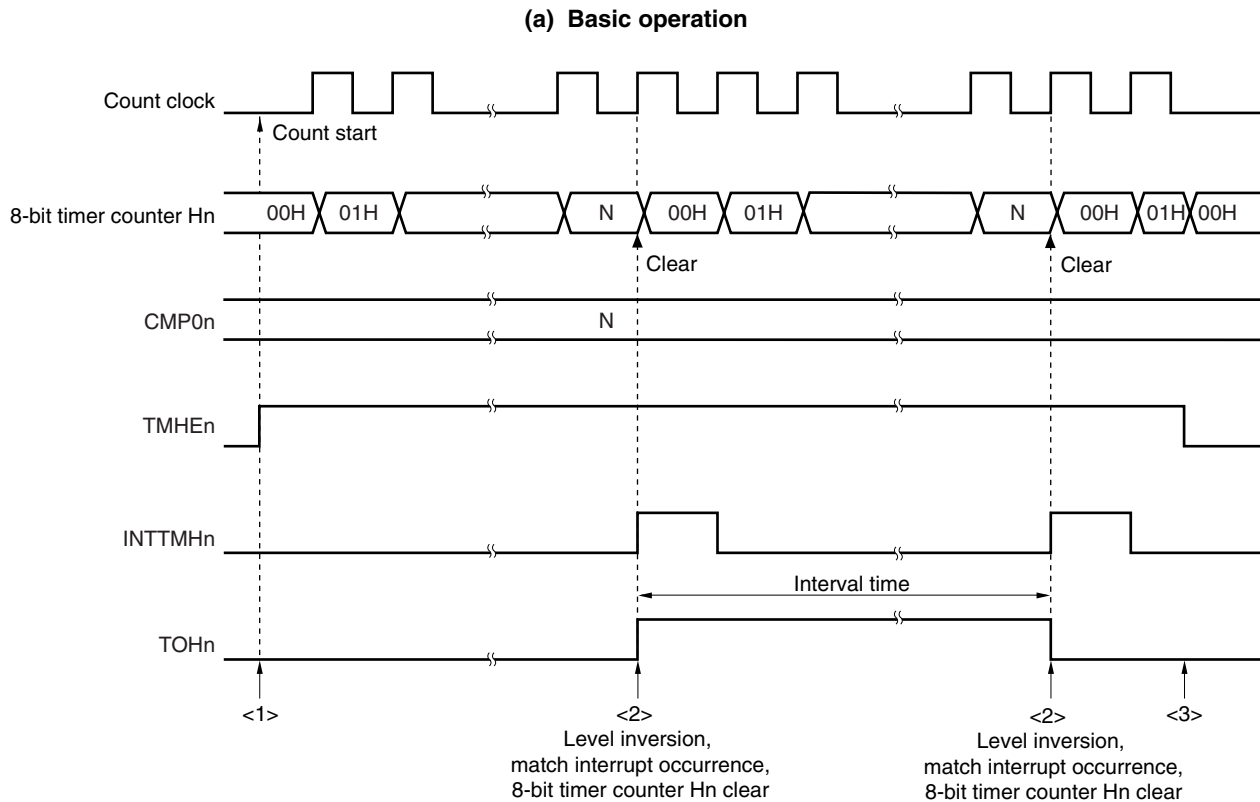 (a) Basic operation
Count clock
Count start
8-bit timer counter Hn
00H 01H N 00H 01H N 00H 01H 00H
Clear Clear
CMP0n
N
TMHEn
INTTMHn
Interval time
TOHn
<1> <2> <2> <3>
Level inversion,
match interrupt occurrence,
8-bit timer counter Hn clear
Level inversion,
match interrupt occurrence,
8-bit timer counter Hn clear